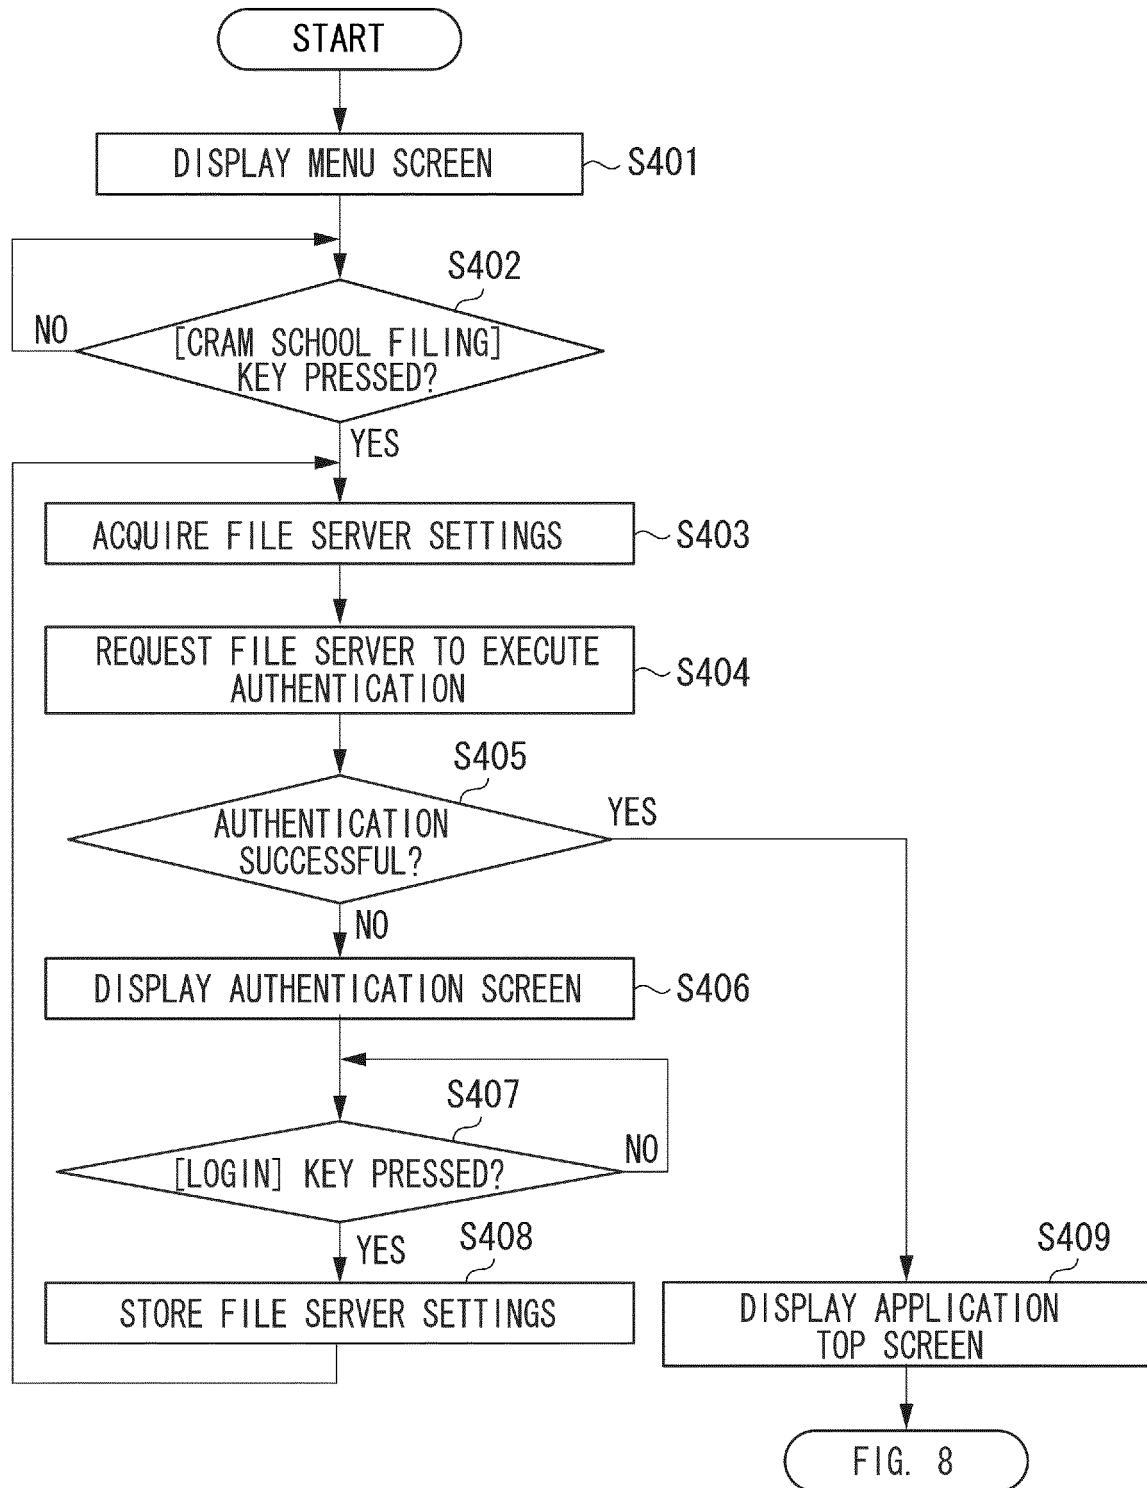 START
DISPLAY MENU SCREEN
S401
S402
NO
[CRAM SCHOOL FILING]
KEY PRESSED?
YES
ACQUIRE FILE SERVER SETTINGS
S403
REQUEST FILE SERVER TO EXECUTE
AUTHENTICATION
S404
S405
AUTHENTICATION
SUCCESSFUL?
YES
NO
DISPLAY AUTHENTICATION SCREEN
S406
S407
[LOGIN] KEY PRESSED?
NO
YES
S408
STORE FILE SERVER SETTINGS
S409
DISPLAY APPLICATION
TOP SCREEN
FIG. 8